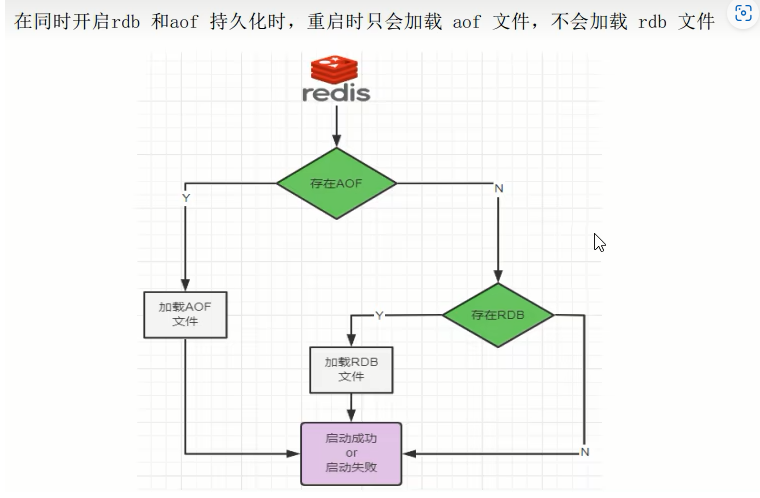 在同时开启rdb 和aof 持久化时，重启时只会加载 aof 文件，不会加载 rdb 文件
redis
存在AOF
Y
N
加载AOF
文件
存在RDB
Y
加载RDB
文件
启动成功
or
启动失败
N